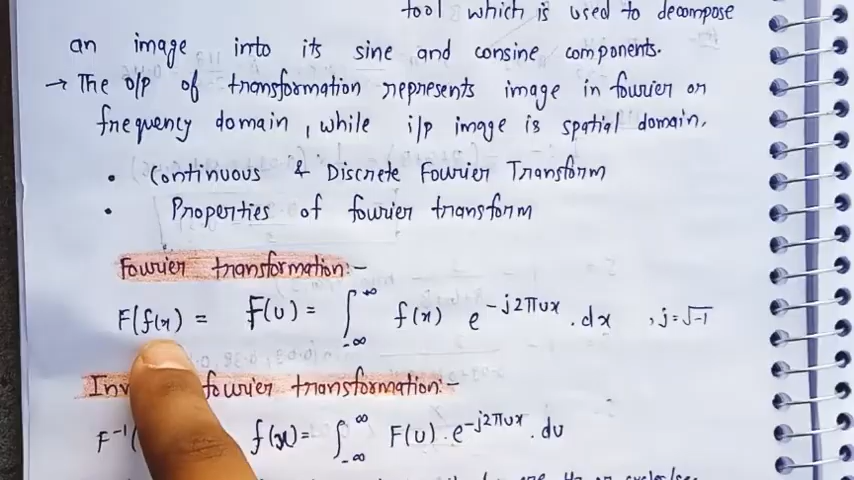 tool which is used to decompose
an image into its sine and consine components.
→ The o/p of transformation represents image in fourier or
frequency domain, while i/p image is spatial domain.
• Continuous & Discrete Fourier Transform
• Properties of fourier transform
Fourier transformation:-
F(f(x) = F(u) = ∫_{-∞}^{+∞} f(x) e^{-j2πux} . dx , j=√-1
Inv fourier transformation:-
F⁻¹( f(x) = ∫_{-∞}^{∞} F(u) . e^{-j2πux} . du